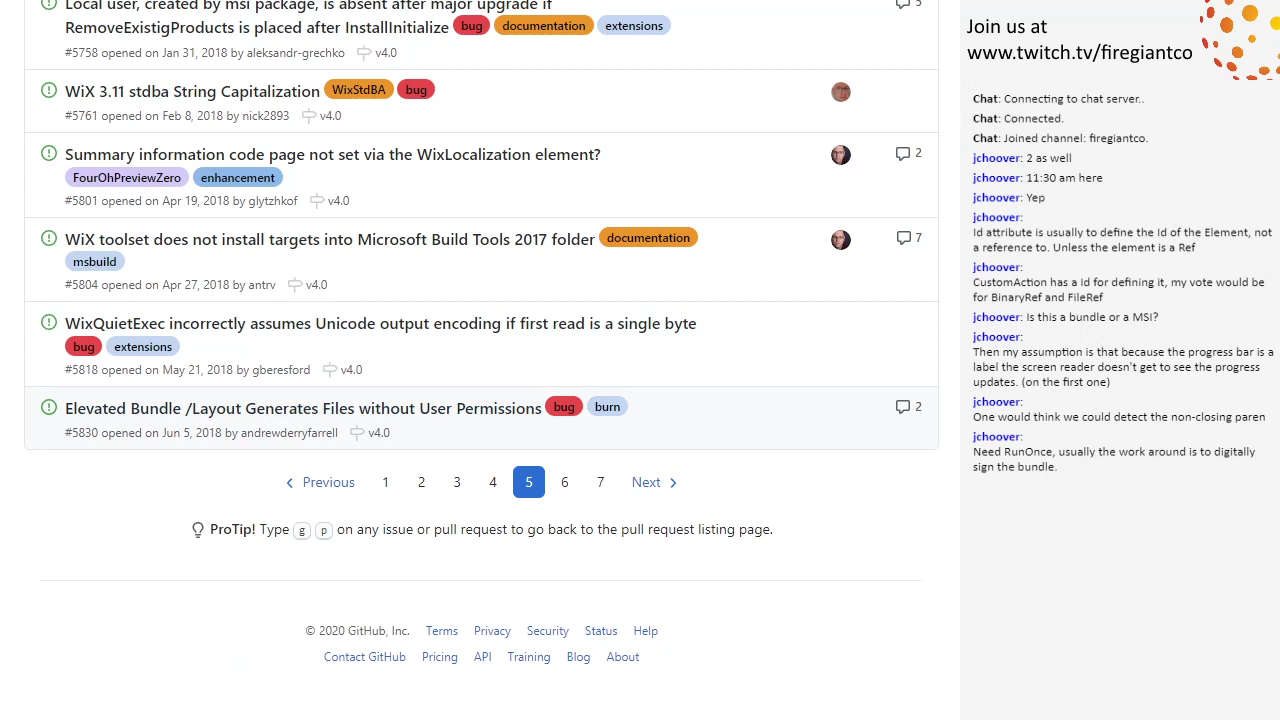 Local user, created by msi package, is absent after major upgrade if
RemoveExistigProducts is placed after InstallInitialize bug documentation extensions
5
#5758 opened on Jan 31, 2018 by aleksandr-grechko v4.0
WiX 3.11 stdba String Capitalization WixStdBA bug
#5761 opened on Feb 8, 2018 by nick2893 v4.0
Summary information code page not set via the WixLocalization element?
2
FourOhPreviewZero enhancement
#5801 opened on Apr 19, 2018 by glytzhkof v4.0
WiX toolset does not install targets into Microsoft Build Tools 2017 folder documentation
7
msbuild
#5804 opened on Apr 27, 2018 by antrv v4.0
WixQuietExec incorrectly assumes Unicode output encoding if first read is a single byte
bug extensions
#5818 opened on May 21, 2018 by gberesford v4.0
Elevated Bundle /Layout Generates Files without User Permissions bug burn
2
#5830 opened on Jun 5, 2018 by andrewderryfarrell v4.0
Previous 1 2 3 4 5 6 7 Next
ProTip! Type g p on any issue or pull request to go back to the pull request listing page.
© 2020 GitHub, Inc. Terms Privacy Security Status Help
Contact GitHub Pricing API Training Blog About
Join us at
www.twitch.tv/firegiantco
Chat: Connecting to chat server..
Chat: Connected.
Chat: Joined channel: firegiantco.
jchoover: 2 as well
jchoover: 11:30 am here
jchoover: Yep
jchoover:
Id attribute is usually to define the Id of the Element, not
a reference to. Unless the element is a Ref
jchoover:
CustomAction has a Id for defining it, my vote would be
for BinaryRef and FileRef
jchoover: Is this a bundle or a MSI?
jchoover:
Then my assumption is that because the progress bar is a
label the screen reader doesn't get to see the progress
updates. (on the first one)
jchoover:
One would think we could detect the non-closing paren
jchoover:
Need RunOnce, usually the work around is to digitally
sign the bundle.